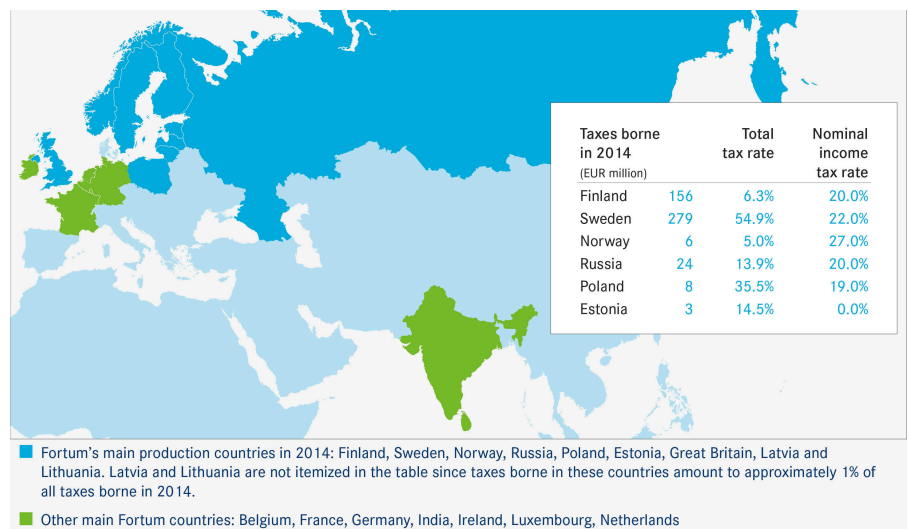 Taxes borne in 2014 (EUR million) Total tax rate Nominal income tax rate
Finland 156 6.3% 20.0%
Sweden 279 54.9% 22.0%
Norway 6 5.0% 27.0%
Russia 24 13.9% 20.0%
Poland 8 35.5% 19.0%
Estonia 3 14.5% 0.0%
Fortum’s main production countries in 2014: Finland, Sweden, Norway, Russia, Poland, Estonia, Great Britain, Latvia and
Lithuania. Latvia and Lithuania are not itemized in the table since taxes borne in these countries amount to approximately 1% of
all taxes borne in 2014.
Other main Fortum countries: Belgium, France, Germany, India, Ireland, Luxembourg, Netherlands